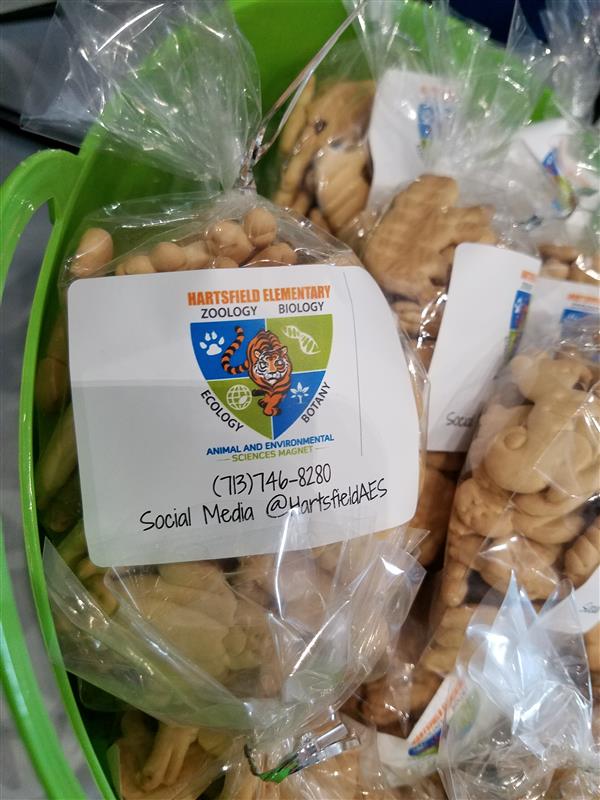 HARTSFIELD ELEMENTARY
ZOOLOGY BIOLOGY
ECOLOGY BOTANY
ANIMAL AND ENVIRONMENTAL
SCIENCES MAGNET
(713)746-8280
Social Media @HartsfieldAES